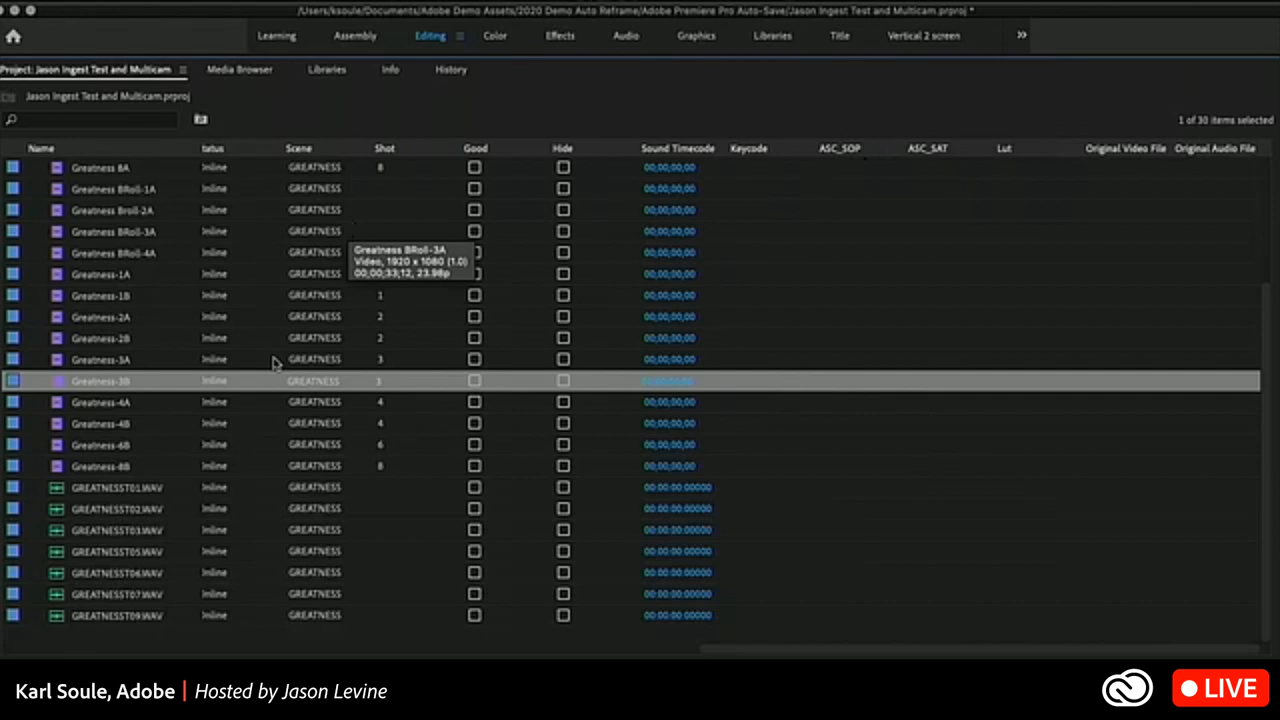 /Users/ksoule/Documents/Adobe Demo Assets/2020 Demo Auto Reframe/Adobe Premiere Pro Auto-Save/Jason Ingest Test and Multicam.prproj *
Learning Assembly Editing Color Effects Audio Graphics Libraries Title Vertical 2 screen
Project: Jason Ingest Test and Multicam Media Browser Libraries Info History
Jason Ingest Test and Multicam.prproj
1 of 30 items selected
Name tatus Scene Shot Good Hide Sound Timecode Keycode ASC_SOP ASC_SAT Lut Original Video File Original Audio File
Greatness 8A Inline GREATNESS 8 00;00;00;00
Greatness BRoll-1A Inline GREATNESS 00;00;00;00
Greatness Broll-2A Inline GREATNESS 00;00;00;00
Greatness BRoll-3A Inline GREATNESS 00;00;00;00
Greatness BRoll-4A Inline GREATNESS 00;00;00;00
Greatness BRoll-3A
Video, 1920 x 1080 (1.0)
00;00;33;12, 23.98p
Greatness-1A Inline GREATNESS 00;00;00;00
Greatness-1B Inline GREATNESS 1 00;00;00;00
Greatness-2A Inline GREATNESS 2 00;00;00;00
Greatness-2B Inline GREATNESS 2 00;00;00;00
Greatness-3A Inline GREATNESS 3 00;00;00;00
Greatness-3B Inline GREATNESS 3 00;00;00;00
Greatness-4A Inline GREATNESS 4 00;00;00;00
Greatness-4B Inline GREATNESS 4 00;00;00;00
Greatness-6B Inline GREATNESS 6 00;00;00;00
Greatness-8B Inline GREATNESS 8 00;00;00;00
GREATNESST01.WAV Inline GREATNESS 00:00:00:00000
GREATNESST02.WAV Inline GREATNESS 00:00:00:00000
GREATNESST03.WAV Inline GREATNESS 00:00:00:00000
GREATNESST05.WAV Inline GREATNESS 00:00:00:00000
GREATNESST06.WAV Inline GREATNESS 00:00:00:00000
GREATNESST07.WAV Inline GREATNESS 00:00:00:00000
GREATNESST09.WAV Inline GREATNESS 00:00:00:00000
Karl Soule, Adobe | Hosted by Jason Levine
LIVE